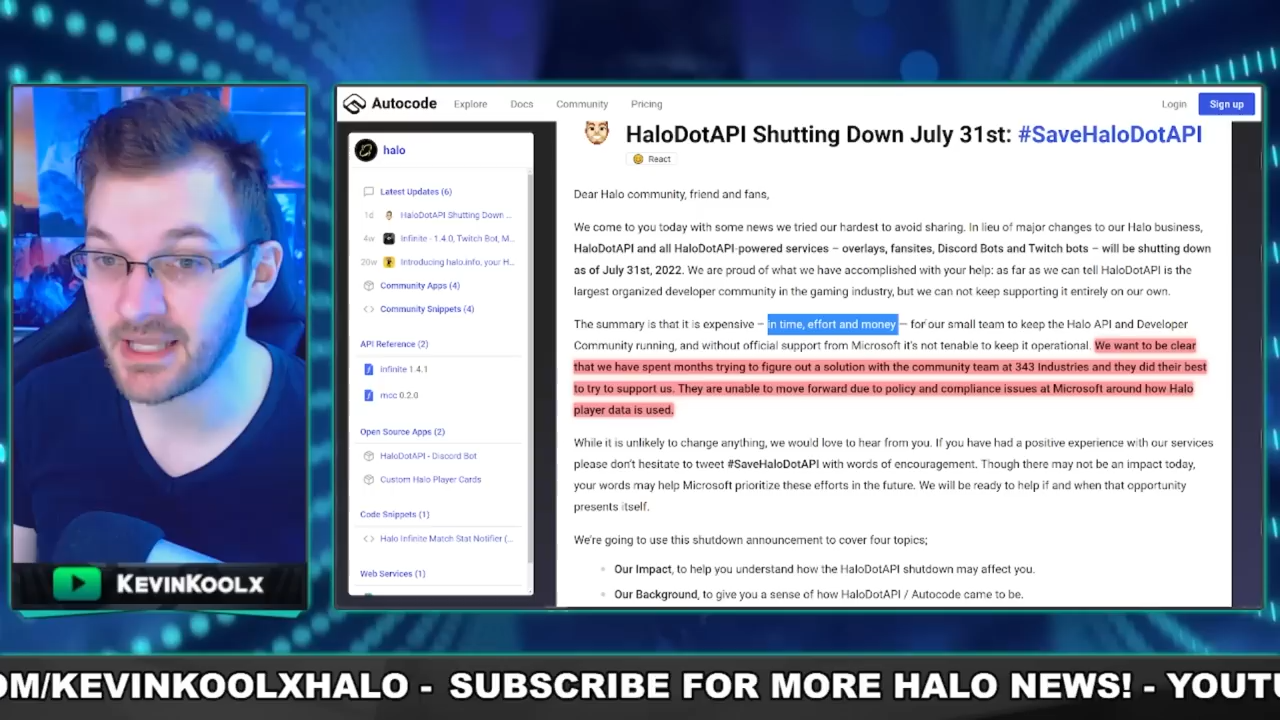 Autocode
Explore Docs Community Pricing
Login Sign up
halo
Latest Updates (6)
1d HaloDotAPI Shutting Down ...
4w Infinite - 1.4.0, Twitch Bot, M...
20w Introducing halo.info, your H...
Community Apps (4)
Community Snippets (4)
API Reference (2)
infinite 1.4.1
mcc 0.2.0
Open Source Apps (2)
HaloDotAPI - Discord Bot
Custom Halo Player Cards
Code Snippets (1)
Halo Infinite Match Stat Notifier (...
Web Services (1)
HaloDotAPI Shutting Down July 31st: #SaveHaloDotAPI
React
Dear Halo community, friend and fans,
We come to you today with some news we tried our hardest to avoid sharing. In lieu of major changes to our Halo business,
HaloDotAPI and all HaloDotAPI-powered services – overlays, fansites, Discord Bots and Twitch bots – will be shutting down
as of July 31st, 2022. We are proud of what we have accomplished with your help: as far as we can tell HaloDotAPI is the
largest organized developer community in the gaming industry, but we can not keep supporting it entirely on our own.
The summary is that it is expensive – in time, effort and money – for our small team to keep the Halo API and Developer
Community running, and without official support from Microsoft it's not tenable to keep it operational. We want to be clear
that we have spent months trying to figure out a solution with the community team at 343 Industries and they did their best
to try to support us. They are unable to move forward due to policy and compliance issues at Microsoft around how Halo
player data is used.
While it is unlikely to change anything, we would love to hear from you. If you have had a positive experience with our services
please don't hesitate to tweet #SaveHaloDotAPI with words of encouragement. Though there may not be an impact today,
your words may help Microsoft prioritize these efforts in the future. We will be ready to help if and when that opportunity
presents itself.
We're going to use this shutdown announcement to cover four topics;
Our Impact, to help you understand how the HaloDotAPI shutdown may affect you.
Our Background, to give you a sense of how HaloDotAPI / Autocode came to be.
KEVINKOOLX
OM/KEVINKOOLXHALO - SUBSCRIBE FOR MORE HALO NEWS! - YOUTU